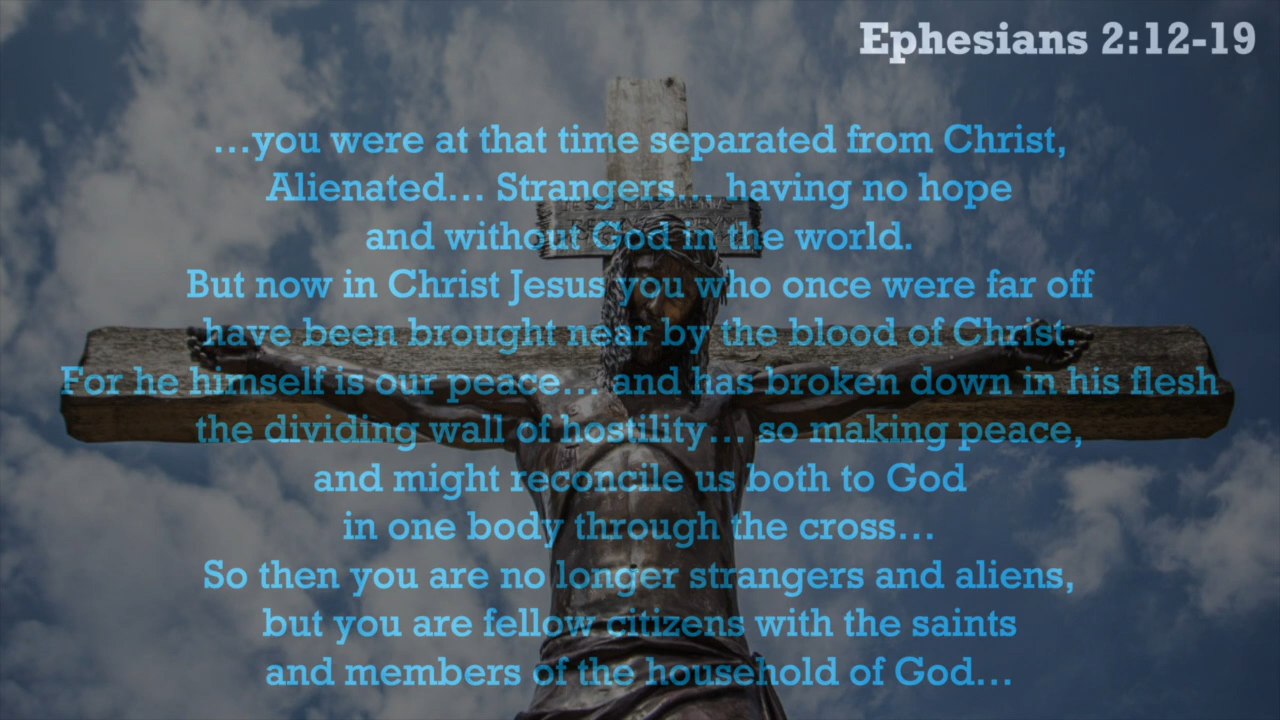 Ephesians 2:12-19
…you were at that time separated from Christ,
Alienated… Strangers… having no hope
and without God in the world.
But now in Christ Jesus you who once were far off
have been brought near by the blood of Christ.
For he himself is our peace… and has broken down in his flesh
the dividing wall of hostility… so making peace,
and might reconcile us both to God
in one body through the cross…
So then you are no longer strangers and aliens,
but you are fellow citizens with the saints
and members of the household of God…